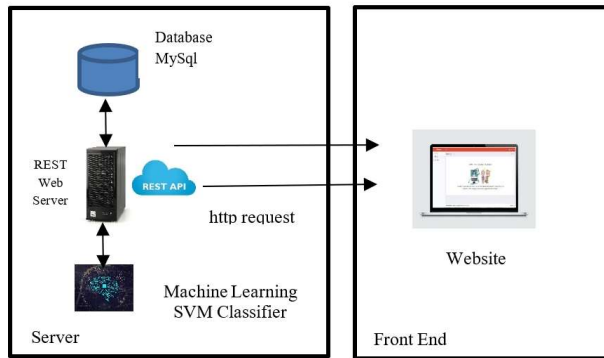 Database
MySql
REST
Web
Server
REST API
http request
Machine Learning
SVM Classifier
Server
Website
Front End